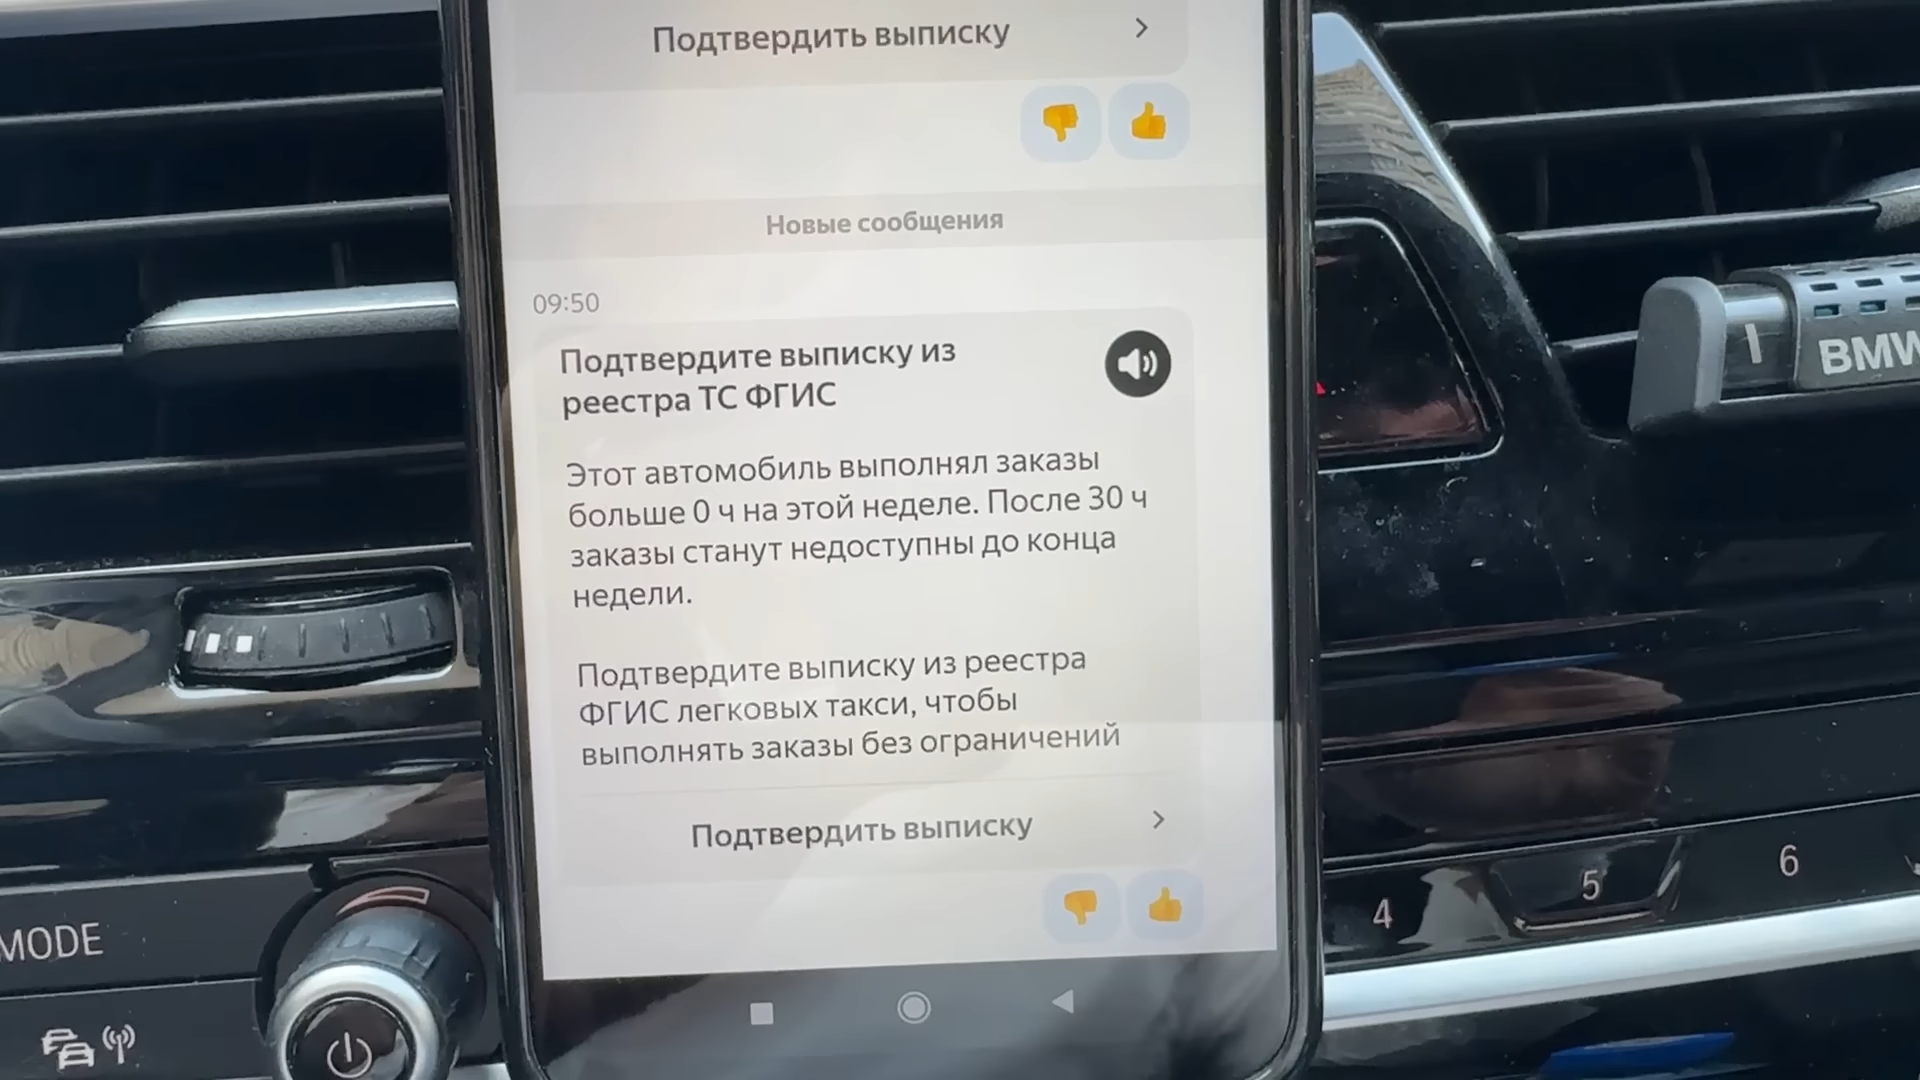 Подтвердить выписку
Новые сообщения
09:50
Подтвердите выписку из
реестра ТС ФГИС
Этот автомобиль выполнял заказы
больше 0 ч на этой неделе. После 30 ч
заказы станут недоступны до конца
недели.
Подтвердите выписку из реестра
ФГИС легковых такси, чтобы
выполнять заказы без ограничений
Подтвердить выписку
BMW
MODE
4
5
6